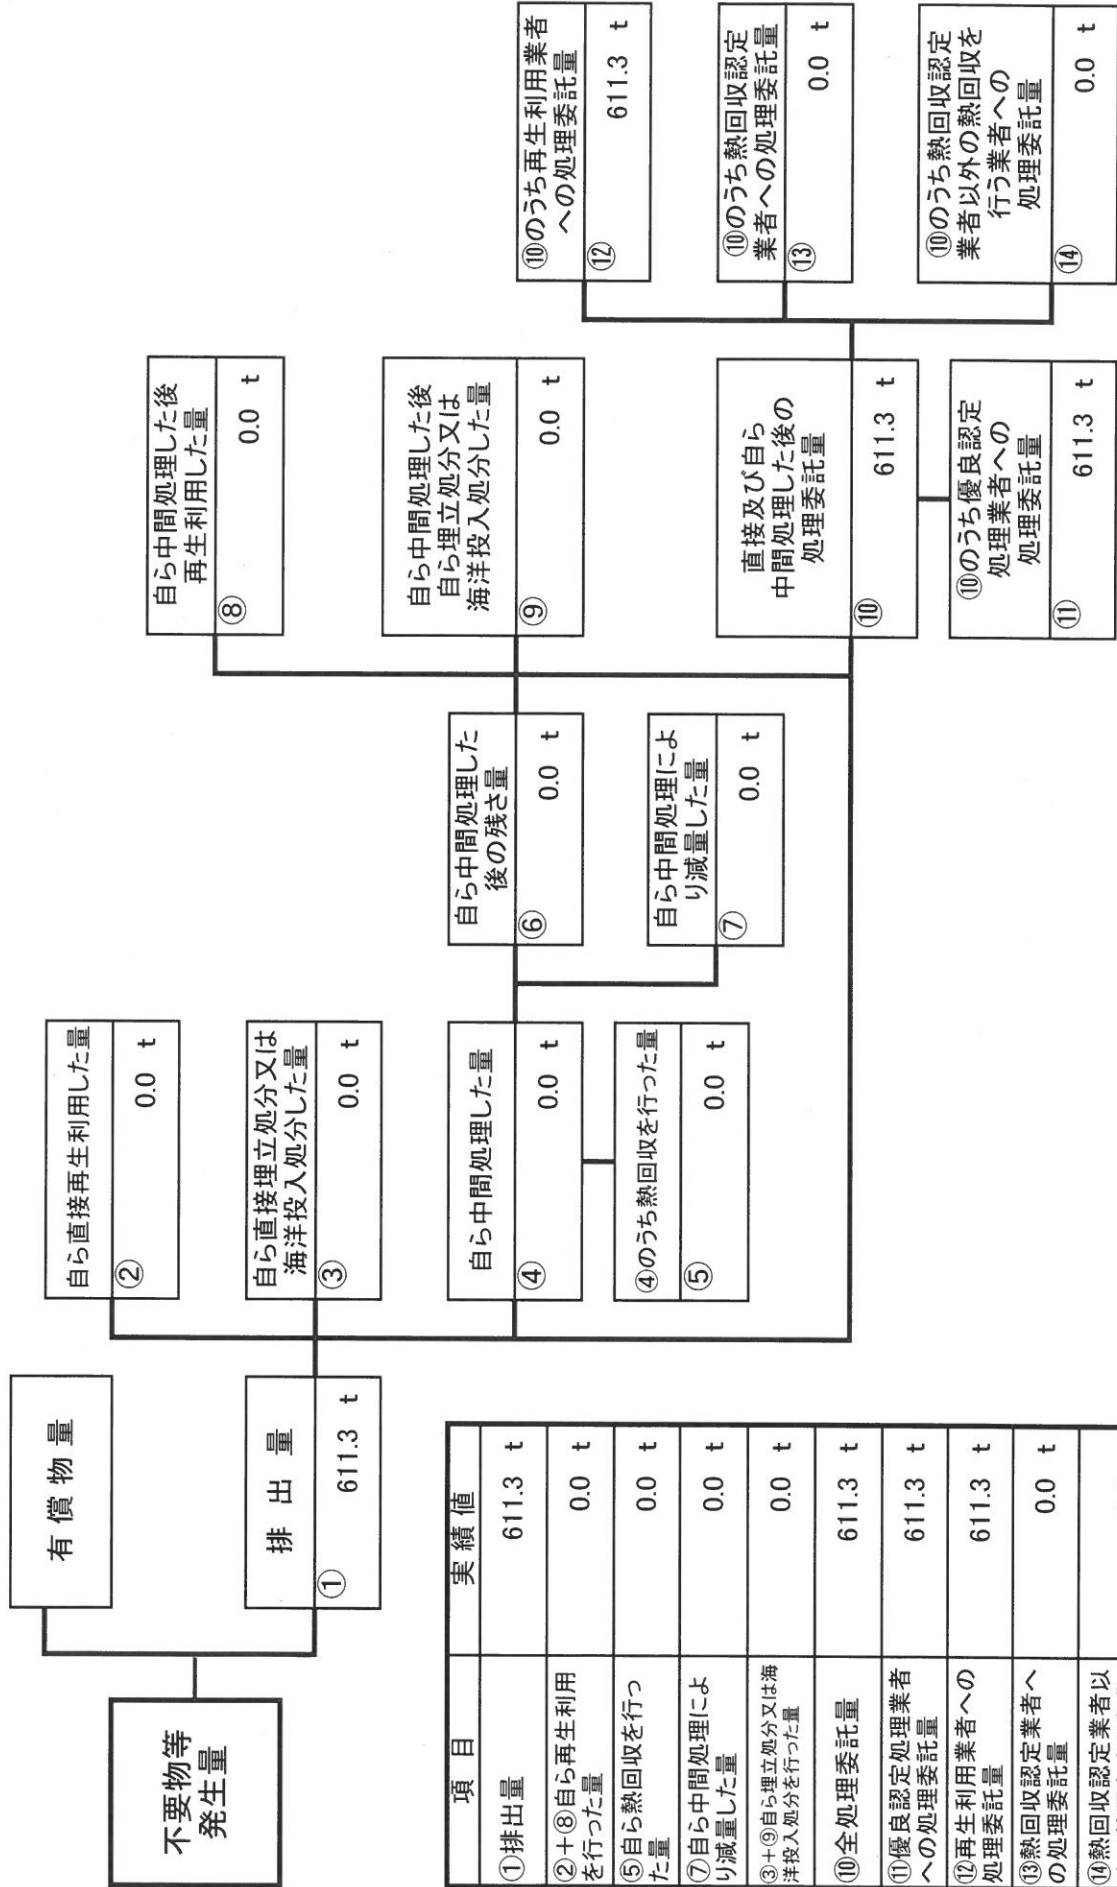 不要物等
発生量
有償物量
排出量
① 611.3 t
自ら直接再生利用した量
② 0.0 t
自ら直接埋立処分又は
海洋投入処分した量
③ 0.0 t
自ら中間処理した量
④ 0.0 t
④のうち熱回収を行った量
⑤ 0.0 t
自ら中間処理した
後の残さ量
⑥ 0.0 t
自ら中間処理によ
り減量した量
⑦ 0.0 t
自ら中間処理した後
再生利用した量
⑧ 0.0 t
自ら中間処理した後
自ら埋立処分又は
海洋投入処分した量
⑨ 0.0 t
直接及び自ら
中間処理した後の
処理委託量
⑩ 611.3 t
⑩のうち優良認定
処理業者への
処理委託量
⑪ 611.3 t
⑩のうち再生利用業者
への処理委託量
⑫ 611.3 t
⑩のうち熱回収認定
業者への処理委託量
⑬ 0.0 t
⑩のうち熱回収認定
業者以外の熱回収を
行う業者への
処理委託量
⑭ 0.0 t
項目 実績値
①排出量 611.3 t
②+⑧自ら再生利用
を行った量 0.0 t
⑤自ら熱回収を行っ
た量 0.0 t
⑦自ら中間処理によ
り減量した量 0.0 t
③+⑨自ら埋立処分又は海
洋投入処分を行った量 0.0 t
⑩全処理委託量 611.3 t
⑪優良認定処理業者
への処理委託量 611.3 t
⑫再生利用業者への
処理委託量 611.3 t
⑬熱回収認定業者へ
の処理委託量 0.0 t
⑭熱回収認定業者以